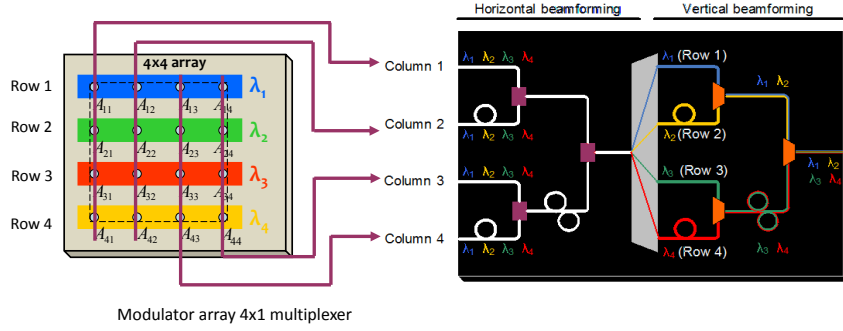 Horizontal beamforming
Vertical beamforming
4x4 array
Row 1
λ1
A11 A12 A13 A14
Row 2
λ2
A21 A22 A23 A24
Row 3
λ3
A31 A32 A33 A34
Row 4
λ4
A41 A42 A43 A44
Modulator array 4x1 multiplexer
Column 1
Column 2
Column 3
Column 4
λ1 λ2 λ3 λ4
λ1 λ2 λ3 λ4
λ1 λ2 λ3 λ4
λ1 λ2 λ3 λ4
λ1 (Row 1)
λ2 (Row 2)
λ3 (Row 3)
λ4 (Row 4)
λ1 λ2
λ3 λ4
λ1 λ2
λ3 λ4